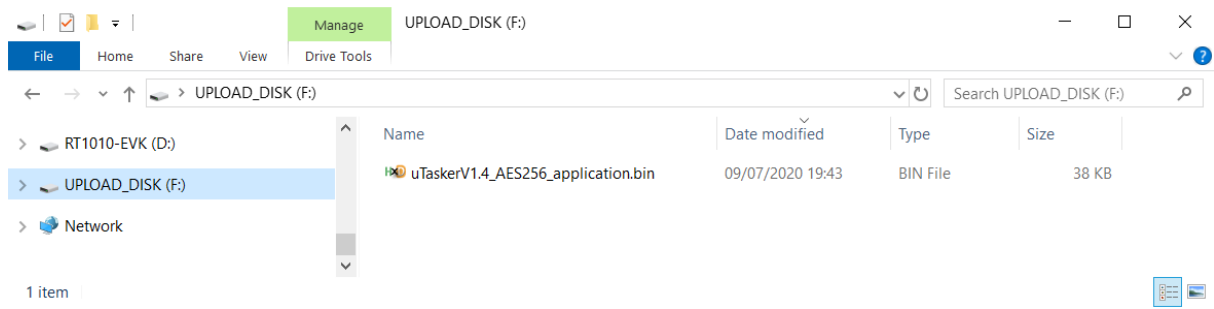 Manage UPLOAD_DISK (F:)
File Home Share View Drive Tools
UPLOAD_DISK (F:) Search UPLOAD_DISK (F:)
Name Date modified Type Size
RT1010-EVK (D:)
uTaskerV1.4_AES256_application.bin 09/07/2020 19:43 BIN File 38 KB
UPLOAD_DISK (F:)
Network
1 item